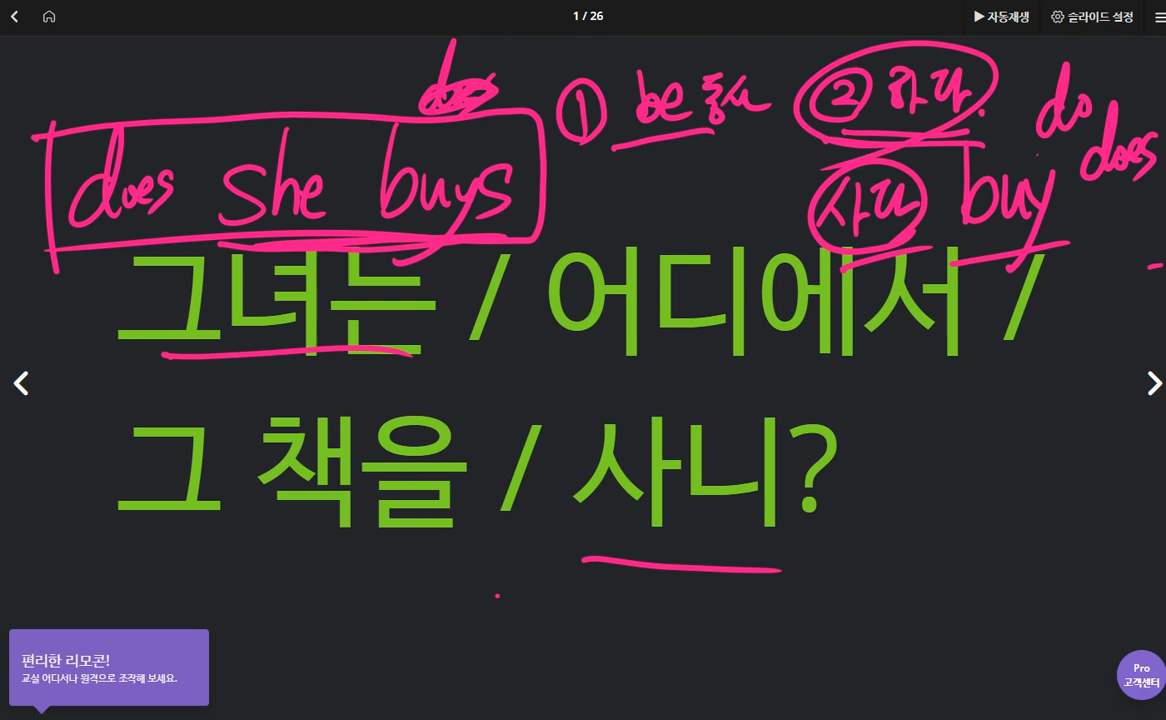 1 / 26
▶ 자동재생
슬라이드 설정
① be동사
② 하다
do
does
does she buys
사다 buy
그녀는 / 어디에서 /
그 책을 / 사니?
편리한 리모콘!
교실 어디서나 원격으로 조작해 보세요.
Pro
고객센터